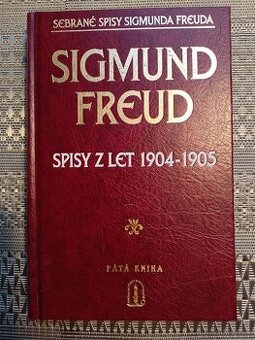 SEBRANÉ SPISY SIGMUNDA FREUDA
SIGMUND
FREUD
SPISY Z LET 1904-1905
PÁTÁ KNIHA